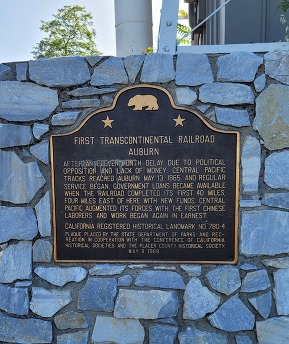 FIRST TRANSCONTINENTAL RAILROAD
AUBURN
AFTER AN ELEVEN-MONTH DELAY DUE TO POLITICAL
OPPOSITION AND LACK OF MONEY, CENTRAL PACIFIC
TRACKS REACHED AUBURN MAY 13, 1865 AND REGULAR
SERVICE BEGAN. GOVERNMENT LOANS BECAME AVAILABLE
WHEN THE RAILROAD COMPLETED ITS FIRST 40 MILES,
FOUR MILES EAST OF HERE. WITH NEW FUNDS, CENTRAL
PACIFIC AUGMENTED ITS FORCES WITH THE FIRST CHINESE
LABORERS AND WORK BEGAN AGAIN IN EARNEST.
CALIFORNIA REGISTERED HISTORICAL LANDMARK NO. 780-4
PLAQUE PLACED BY THE STATE DEPARTMENT OF PARKS AND REC-
REATION IN COOPERATION WITH THE CONFERENCE OF CALIFORNIA
HISTORICAL SOCIETIES AND THE PLACER COUNTY HISTORICAL SOCIETY
MAY 9, 1969